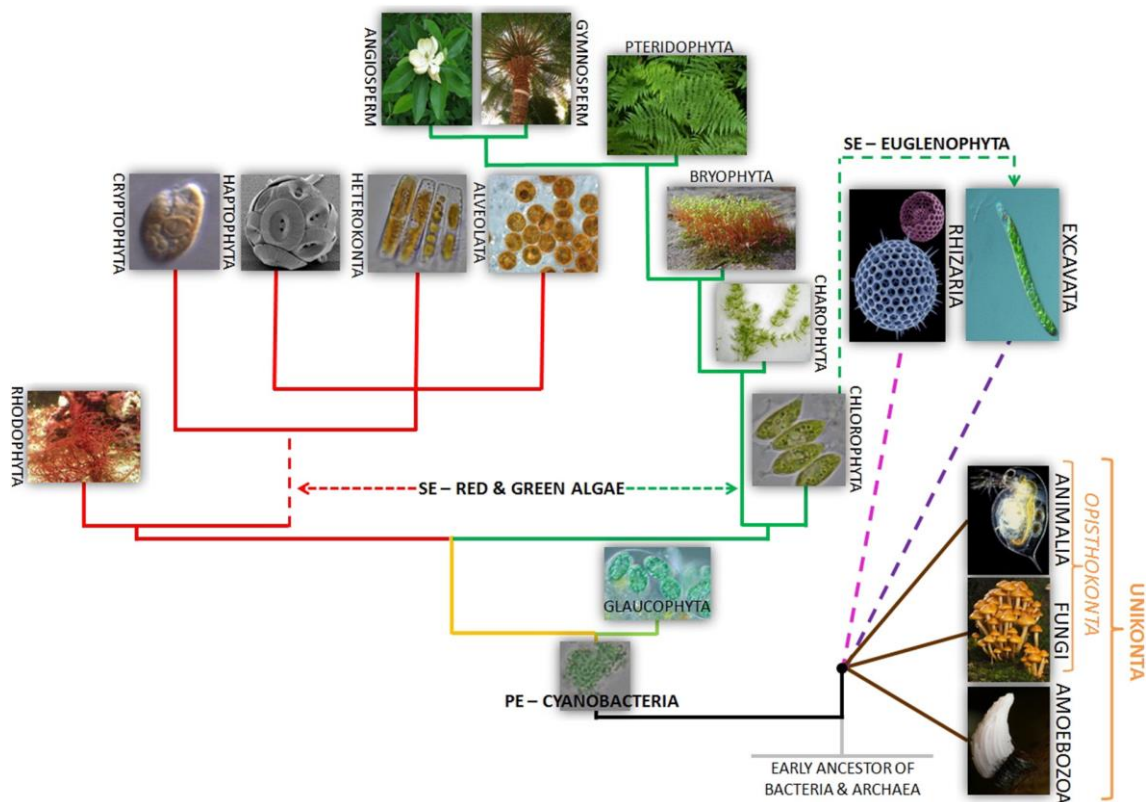 ANGIOSPERM
GYMNOSPERM
PTERIDOPHYTA
SE – EUGLENOPHYTA
CRYPTOPHYTA
HAPTOPHYTA
HETEROKONTA
ALVEOLATA
BRYOPHYTA
RHIZARIA
EXCAVATA
CHAROPHYTA
RHODOPHYTA
CHLOROPHYTA
SE – RED & GREEN ALGAE
ANIMALIA
OPISTHOKONTA
UNIKONTA
GLAUCOPHYTA
FUNGI
PE – CYANOBACTERIA
AMOEBOZOA
EARLY ANCESTOR OF
BACTERIA & ARCHAEA